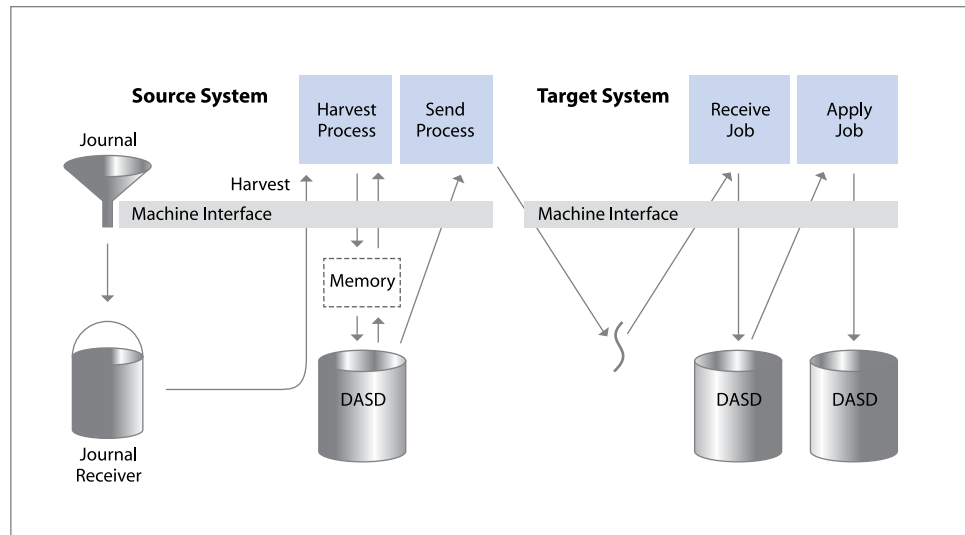 Source System
Harvest
Process
Send
Process
Target System
Receive
Job
Apply
Job
Journal
Harvest
Machine Interface
Machine Interface
Memory
DASD
DASD
DASD
Journal
Receiver